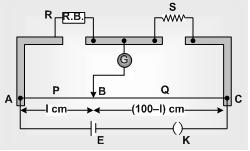 R R.B. S
G
A P B Q C
l cm (100–l) cm
E K